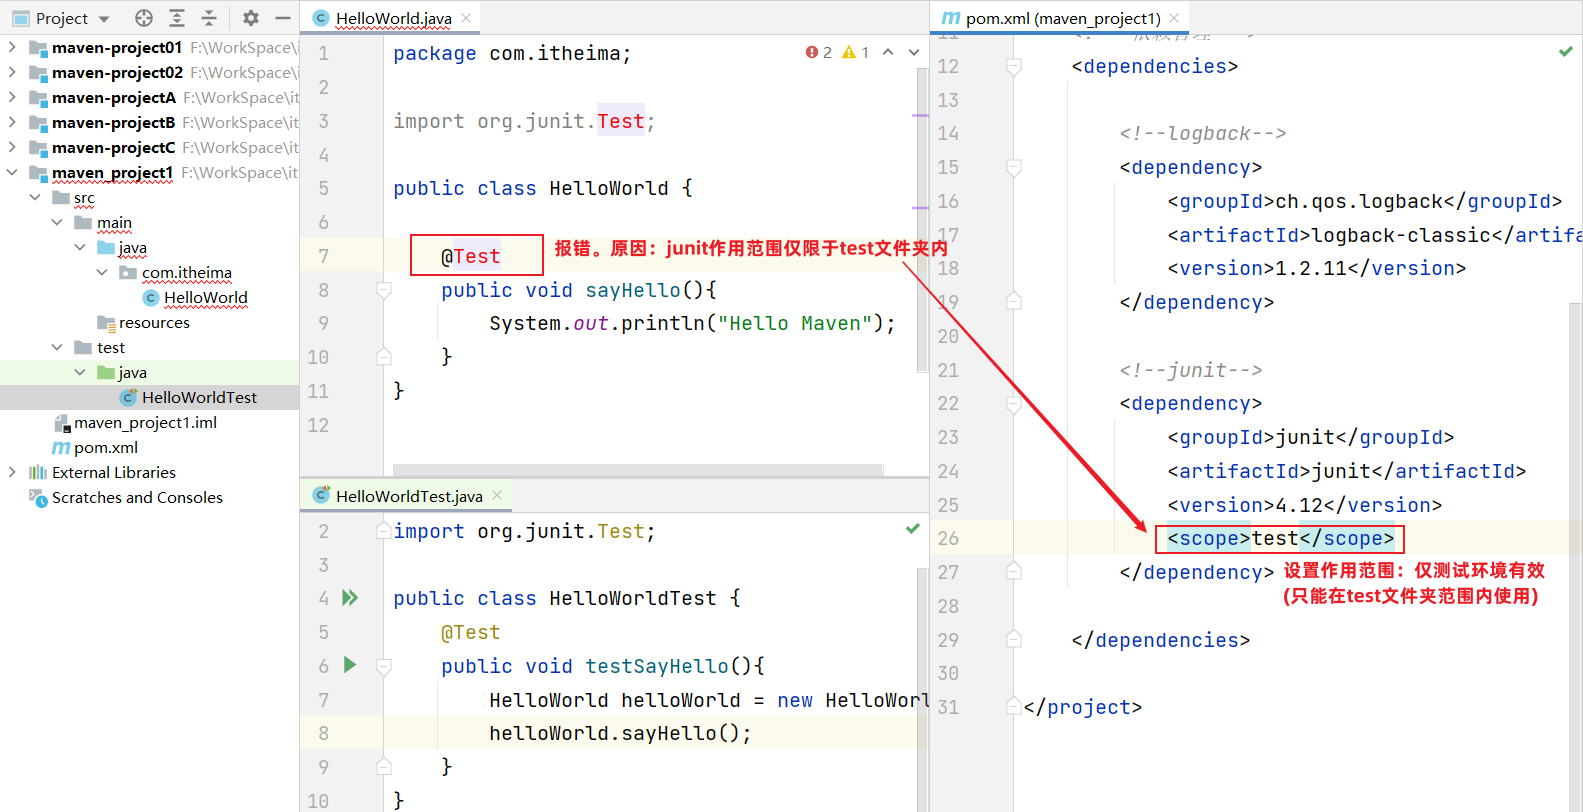 Project
maven-project01 F:\WorkSpace\i
maven-project02 F:\WorkSpace\i
maven-projectA F:\WorkSpace\it
maven-projectB F:\WorkSpace\it
maven-projectC F:\WorkSpace\it
maven_project1 F:\WorkSpace\it
src
main
java
com.itheima
HelloWorld
resources
test
java
HelloWorldTest
maven_project1.iml
pom.xml
External Libraries
Scratches and Consoles
HelloWorld.java
2 1
1 package com.itheima;
2
3 import org.junit.Test;
4
5 public class HelloWorld {
6
7 @Test
报错。原因：junit作用范围仅限于test文件夹内
8 public void sayHello(){
9 System.out.println("Hello Maven");
10 }
11 }
12
HelloWorldTest.java
2 import org.junit.Test;
3
4 public class HelloWorldTest {
5 @Test
6 public void testSayHello(){
7 HelloWorld helloWorld = new HelloWorl
8 helloWorld.sayHello();
9 }
10 }
pom.xml (maven_project1)
11 <!-- 依赖管理 -->
12 <dependencies>
13
14 <!--logback-->
15 <dependency>
16 <groupId>ch.qos.logback</groupId>
17 <artifactId>logback-classic</artifa
18 <version>1.2.11</version>
19 </dependency>
20
21 <!--junit-->
22 <dependency>
23 <groupId>junit</groupId>
24 <artifactId>junit</artifactId>
25 <version>4.12</version>
26 <scope>test</scope>
27 </dependency>
设置作用范围：仅测试环境有效
(只能在test文件夹范围内使用)
28
29 </dependencies>
30
31 </project>